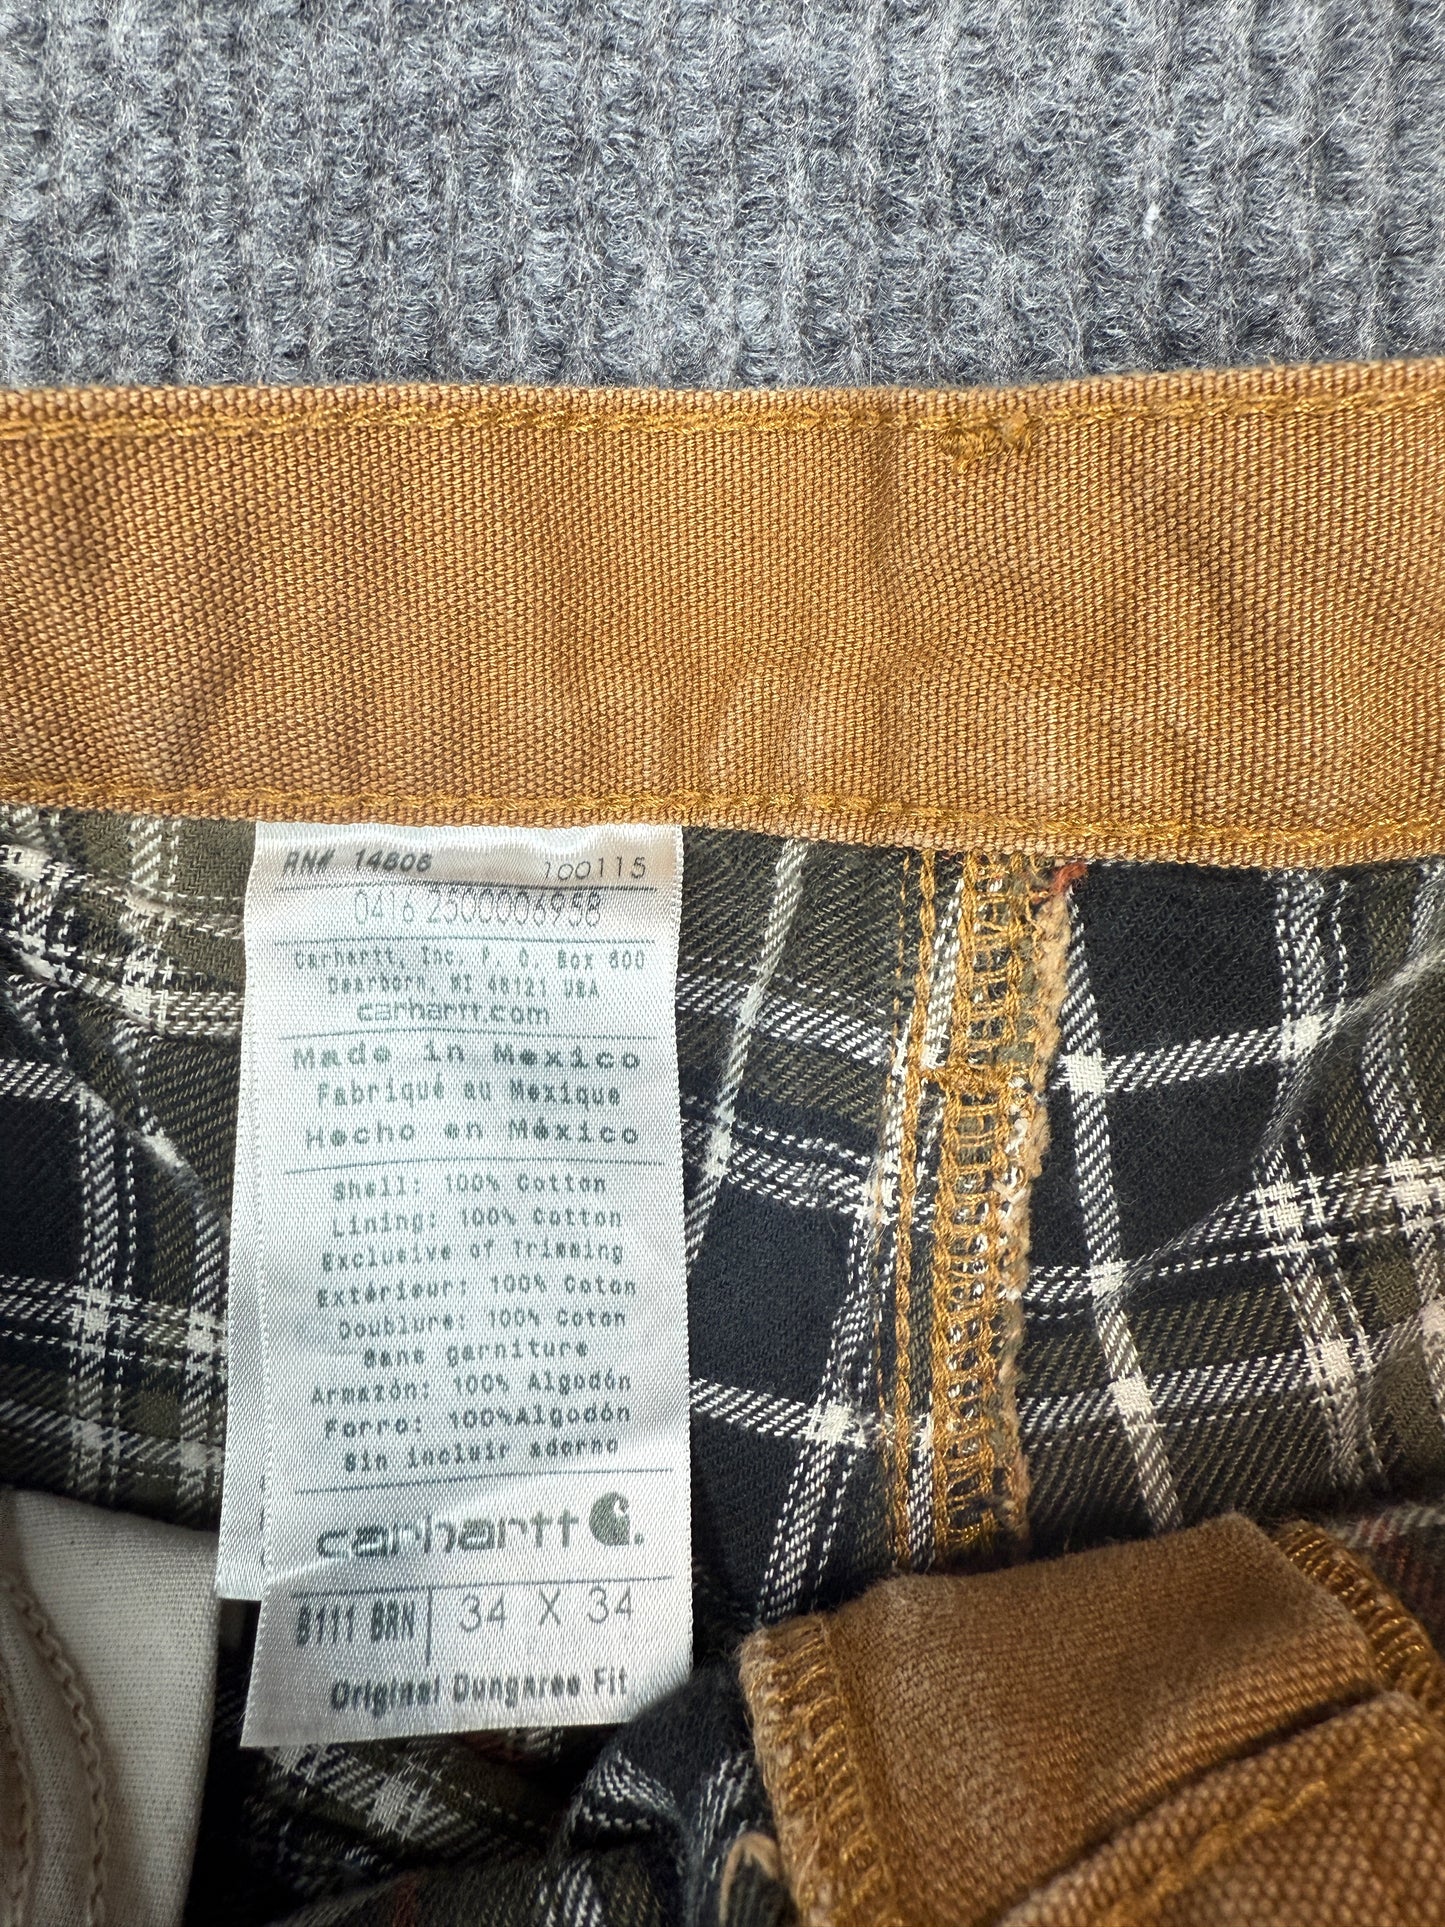 RN# 14806 100115
0416 2500006958
Carhartt, Inc. P. O. Box 600
Dearborn, MI 48121 USA
carhartt.com
Made in Mexico
Fabriqué au Mexique
Hecho en México
Shell: 100% Cotton
Lining: 100% Cotton
Exclusive of Trimming
Extérieur: 100% Coton
Doublure: 100% Coton
Sans garniture
Armazón: 100% Algodón
Forro: 100%Algodón
Sin incluir adorno
carhartt
B111 BRN 34 X 34
Original Dungaree Fit